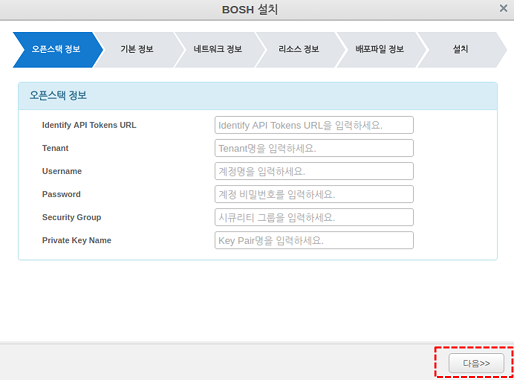 BOSH 설치
×
오픈스택 정보 기본 정보 네트워크 정보 리소스 정보 배포파일 정보 설치
오픈스택 정보
Identify API Tokens URL Identify API Tokens URL을 입력하세요.
Tenant Tenant명을 입력하세요.
Username 계정명을 입력하세요.
Password 계정 비밀번호를 입력하세요.
Security Group 시큐리티 그룹을 입력하세요.
Private Key Name Key Pair명을 입력하세요.
다음>>